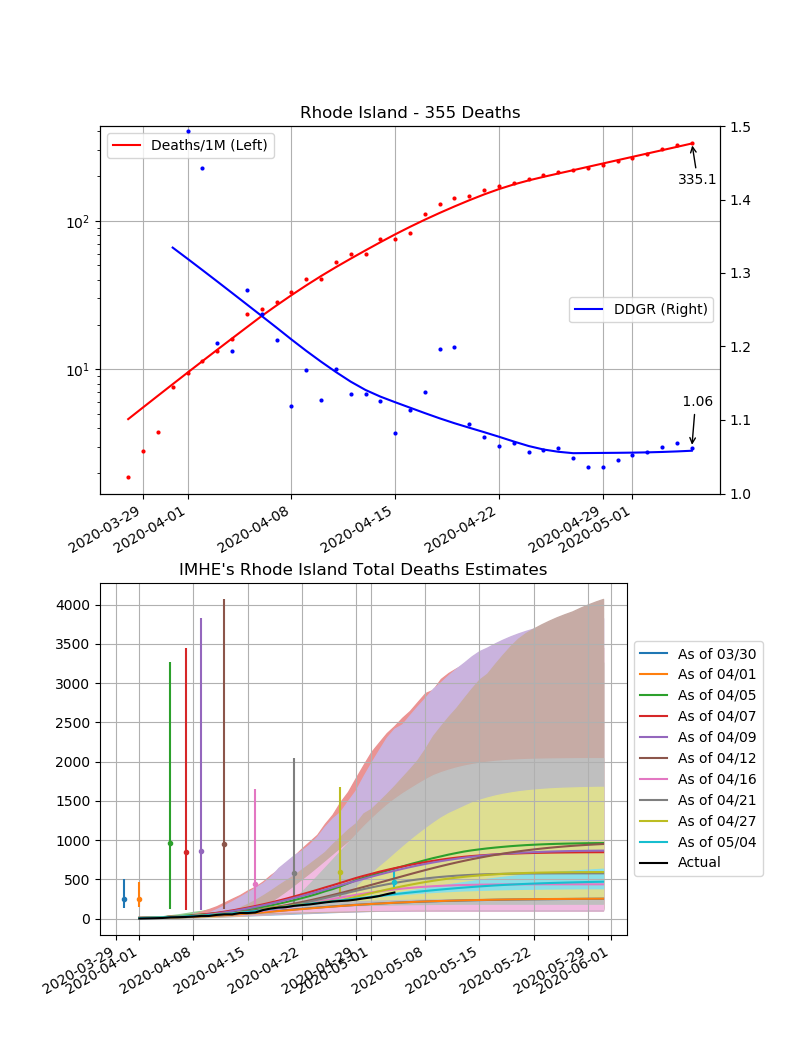 Rhode Island - 355 Deaths
Deaths/1M (Left)
DDGR (Right)
335.1
1.06
10²
10¹
1.5
1.4
1.3
1.2
1.1
1.0
2020-03-29
2020-04-01
2020-04-08
2020-04-15
2020-04-22
2020-04-29
2020-05-01
IMHE's Rhode Island Total Deaths Estimates
4000
3500
3000
2500
2000
1500
1000
500
0
2020-03-29
2020-04-01
2020-04-08
2020-04-15
2020-04-22
2020-04-29
2020-05-01
2020-05-08
2020-05-15
2020-05-22
2020-05-29
2020-06-01
As of 03/30
As of 04/01
As of 04/05
As of 04/07
As of 04/09
As of 04/12
As of 04/16
As of 04/21
As of 04/27
As of 05/04
Actual